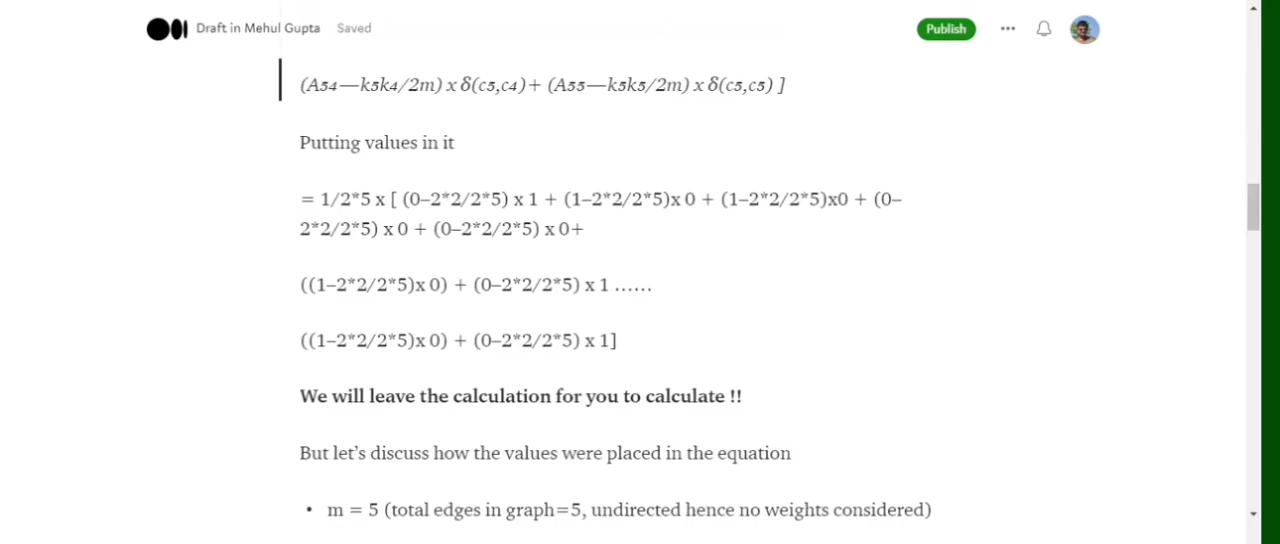 Draft in Mehul Gupta Saved Publish
(A54—k5k4/2m) x δ(c5,c4)+ (A55—k5k5/2m) x δ(c5,c5) ]
Putting values in it
= 1/2*5 x [ (0–2*2/2*5) x 1 + (1–2*2/2*5)x 0 + (1–2*2/2*5)x0 + (0–
2*2/2*5) x 0 + (0–2*2/2*5) x 0+
((1–2*2/2*5)x 0) + (0–2*2/2*5) x 1 ……
((1–2*2/2*5)x 0) + (0–2*2/2*5) x 1]
We will leave the calculation for you to calculate !!
But let’s discuss how the values were placed in the equation
• m = 5 (total edges in graph=5, undirected hence no weights considered)